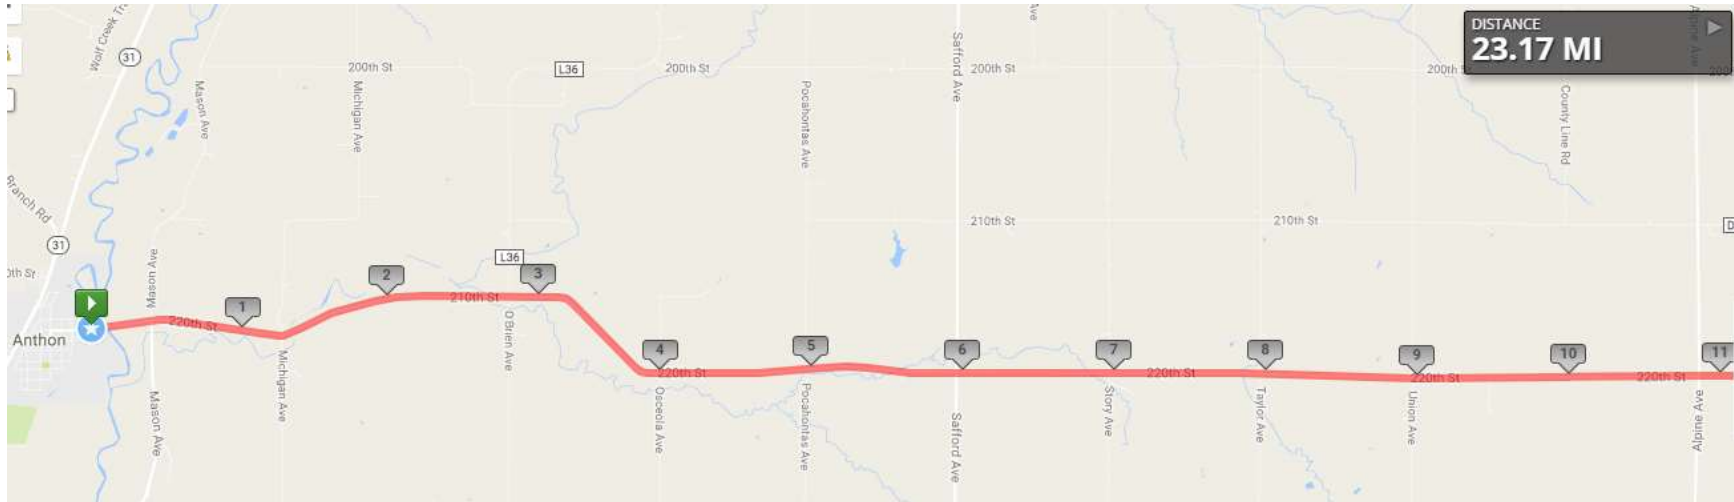 Wolf Creek Tr
31
200th St
L36
200th St
Safford Ave
200th St
200th
Ave
DISTANCE
23.17 MI
Mason Ave
Michigan Ave
Pocahontas Ave
County Line Rd
Branch Rd
31
210th St
210th St
D
0th St
Mason Ave
L36
1
2
3
210th St
220th St
Anthon
O'Brien Ave
Michigan Ave
Mason Ave
4
5
6
7
8
9
10
11
220th St
220th St
220th St
220th St
Osceola Ave
Pocahontas Ave
Safford Ave
Story Ave
Taylor Ave
Union Ave
Alpine Ave